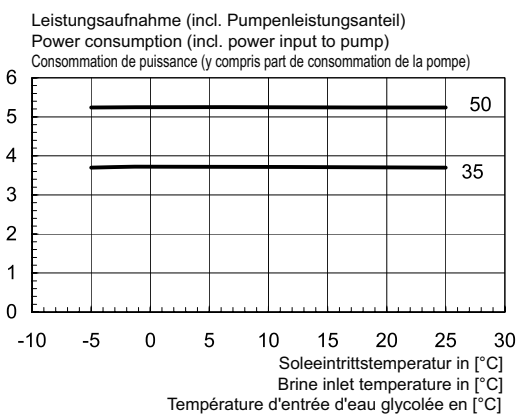 Leistungsaufnahme (incl. Pumpenleistungsanteil)
Power consumption (incl. power input to pump)
Consommation de puissance (y compris part de consommation de la pompe)
6
5
4
3
2
1
0
50
35
-10 -5 0 5 10 15 20 25 30
Soleeintrittstemperatur in [°C]
Brine inlet temperature in [°C]
Température d'entrée d'eau glycolée en [°C]